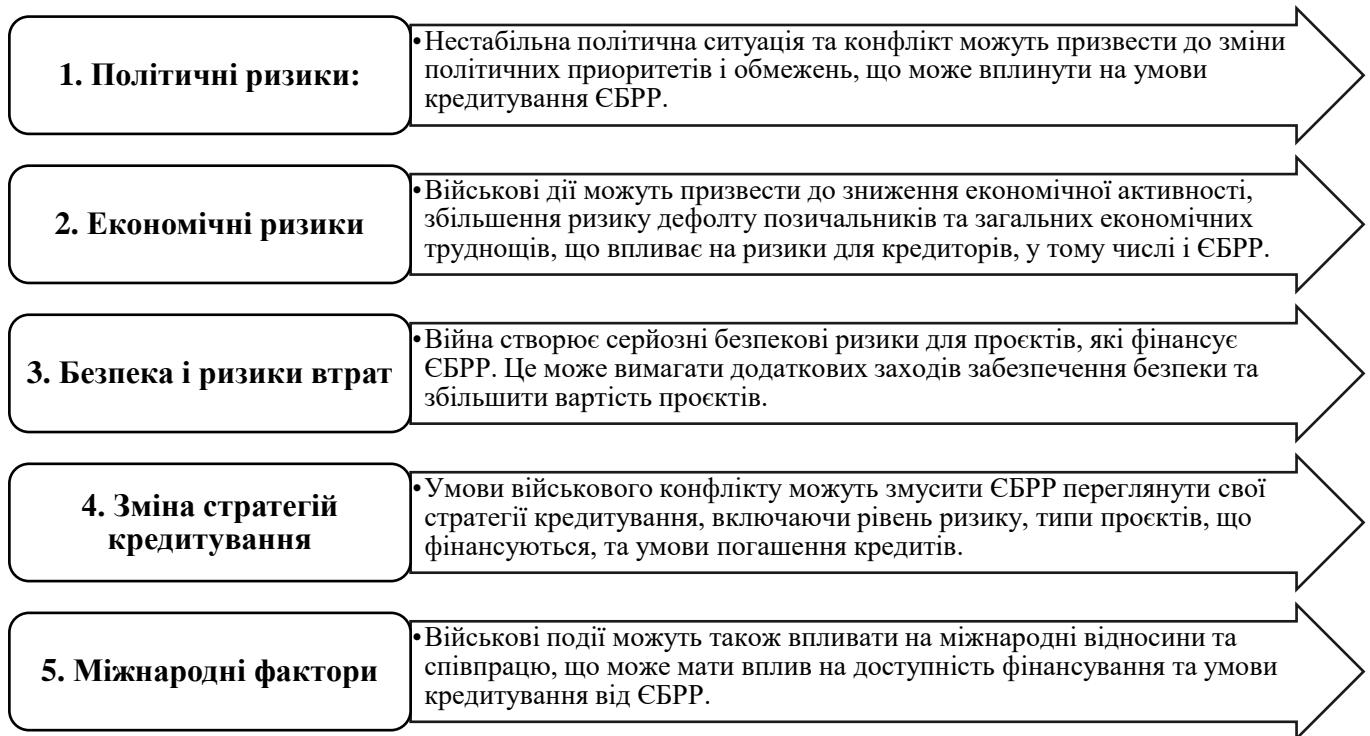 1. Політичні ризики:
•Нестабільна політична ситуація та конфлікт можуть призвести до зміни
політичних пріоритетів і обмежень, що може вплинути на умови
кредитування ЄБРР.
2. Економічні ризики
•Військові дії можуть призвести до зниження економічної активності,
збільшення ризику дефолту позичальників та загальних економічних
труднощів, що впливає на ризики для кредиторів, у тому числі і ЄБРР.
3. Безпека і ризики втрат
•Війна створює серйозні безпекові ризики для проєктів, які фінансує
ЄБРР. Це може вимагати додаткових заходів забезпечення безпеки та
збільшити вартість проєктів.
4. Зміна стратегій
кредитування
•Умови військового конфлікту можуть змусити ЄБРР переглянути свої
стратегії кредитування, включаючи рівень ризику, типи проєктів, що
фінансуються, та умови погашення кредитів.
5. Міжнародні фактори
•Військові події можуть також впливати на міжнародні відносини та
співпрацю, що може мати вплив на доступність фінансування та умови
кредитування від ЄБРР.